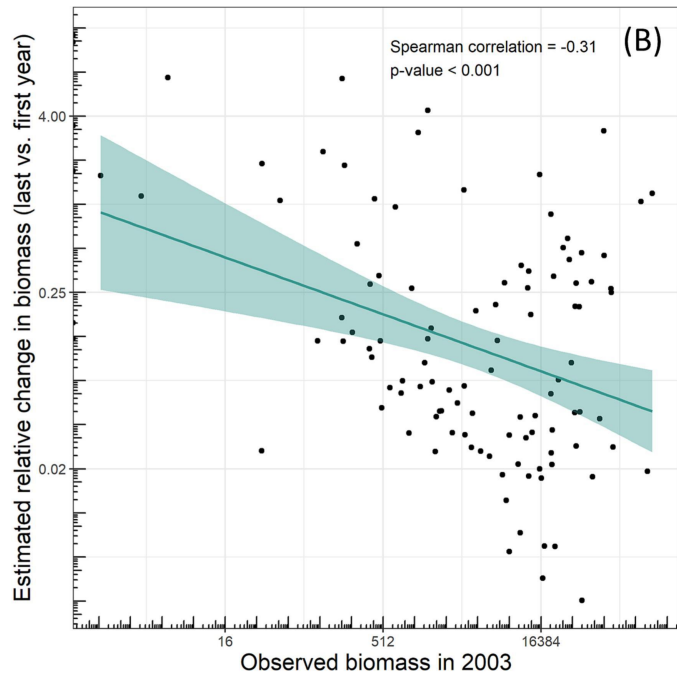 Spearman correlation = -0.31
p-value < 0.001
(B)
Estimated relative change in biomass (last vs. first year)
4.00
0.25
0.02
16
512
16384
Observed biomass in 2003